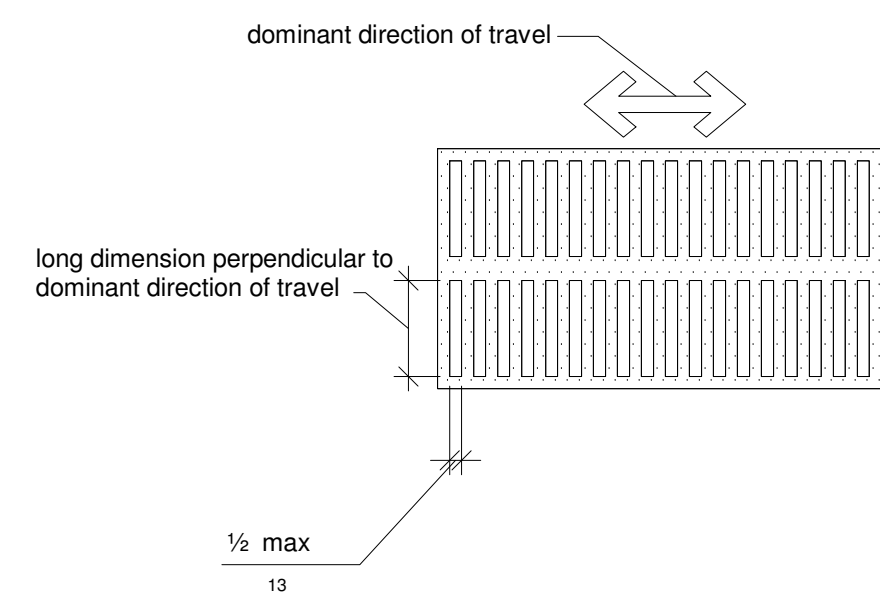 dominant direction of travel
long dimension perpendicular to
dominant direction of travel
½ max
13